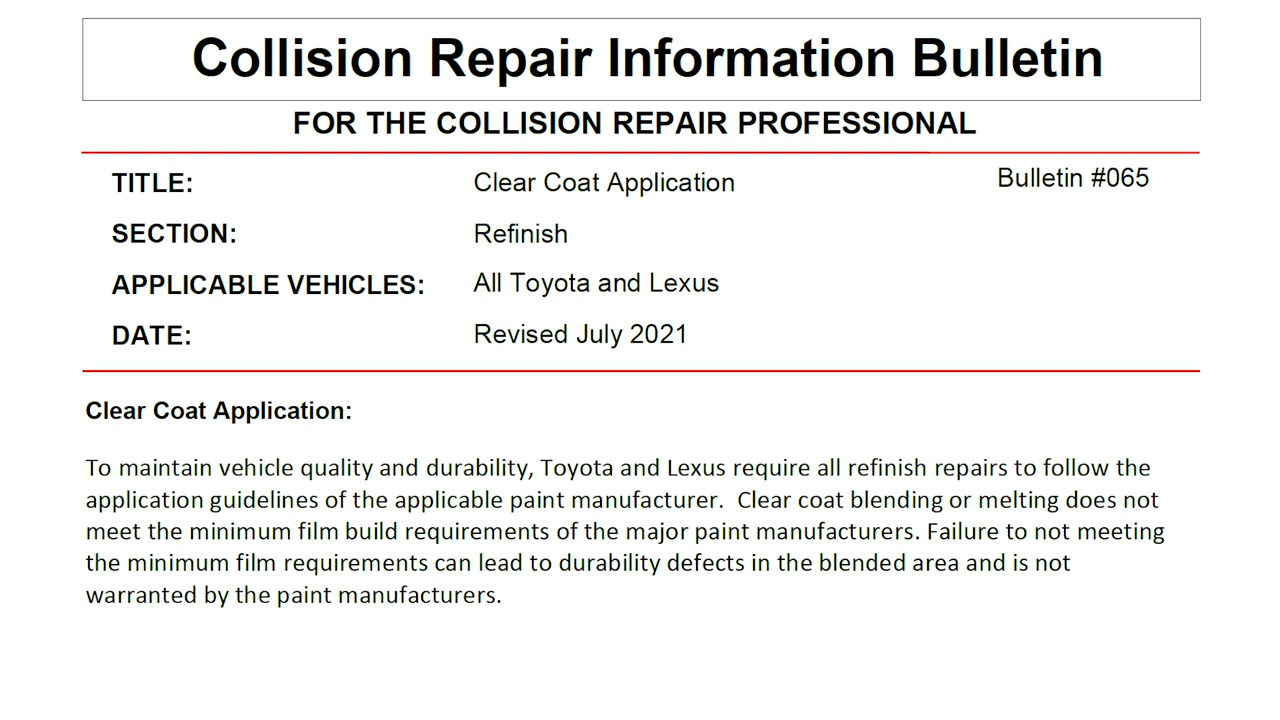 Collision Repair Information Bulletin
FOR THE COLLISION REPAIR PROFESSIONAL
TITLE: Clear Coat Application Bulletin #065
SECTION: Refinish
APPLICABLE VEHICLES: All Toyota and Lexus
DATE: Revised July 2021
Clear Coat Application:
To maintain vehicle quality and durability, Toyota and Lexus require all refinish repairs to follow the
application guidelines of the applicable paint manufacturer.  Clear coat blending or melting does not
meet the minimum film build requirements of the major paint manufacturers. Failure to not meeting
the minimum film requirements can lead to durability defects in the blended area and is not
warranted by the paint manufacturers.